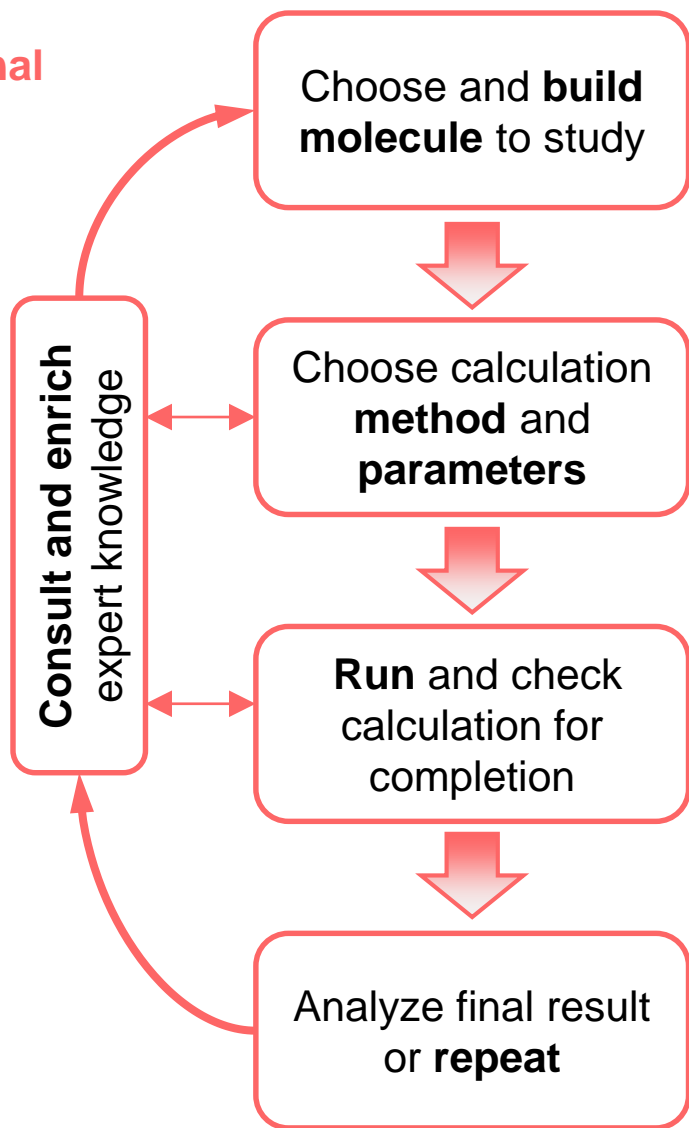 nal
Choose and build
molecule to study
Consult and enrich
expert knowledge
Choose calculation
method and
parameters
Run and check
calculation for
completion
Analyze final result
or repeat